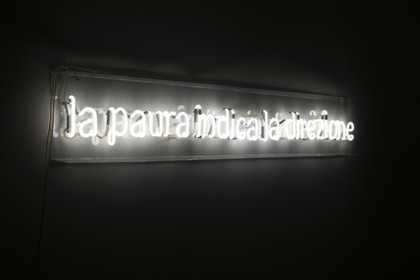 la paura indica la direzione